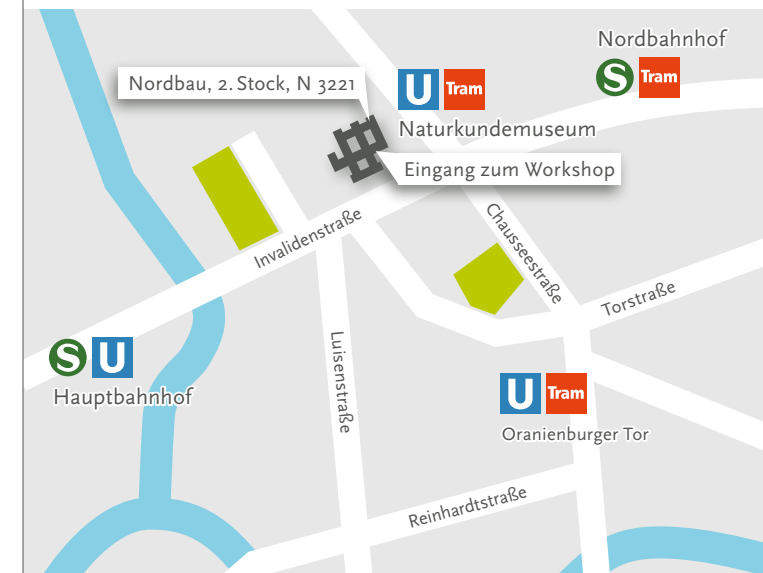 Nordbahnhof
S Tram
Nordbau, 2. Stock, N 3221
U Tram
Naturkundemuseum
Eingang zum Workshop
Invalidenstraße
Chausseestraße
Torstraße
Luisenstraße
S U
Hauptbahnhof
U Tram
Oranienburger Tor
Reinhardtstraße